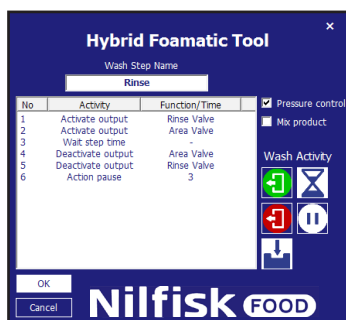 ×
Hybrid Foamatic Tool
Wash Step Name
Rinse
No Activity Function/Time
1 Activate output Rinse Valve
2 Activate output Area Valve
3 Wait step time -
4 Deactivate output Area Valve
5 Deactivate output Rinse Valve
6 Action pause 3
Pressure control
Mix product
Wash Activity
OK
Cancel
Nilfisk FOOD